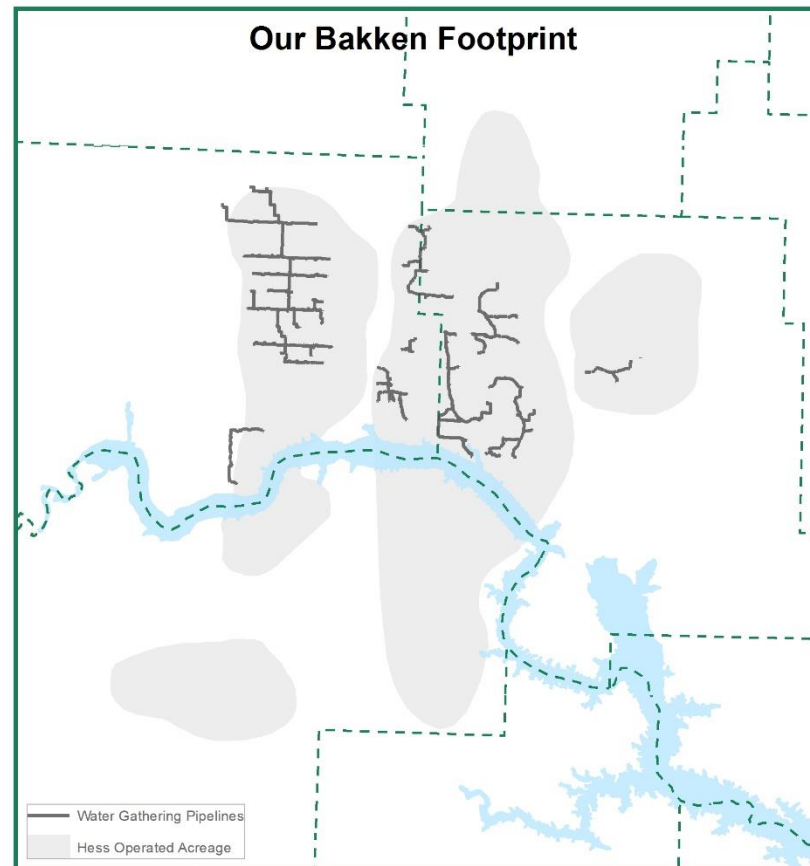 Our Bakken Footprint
Water Gathering Pipelines
Hess Operated Acreage